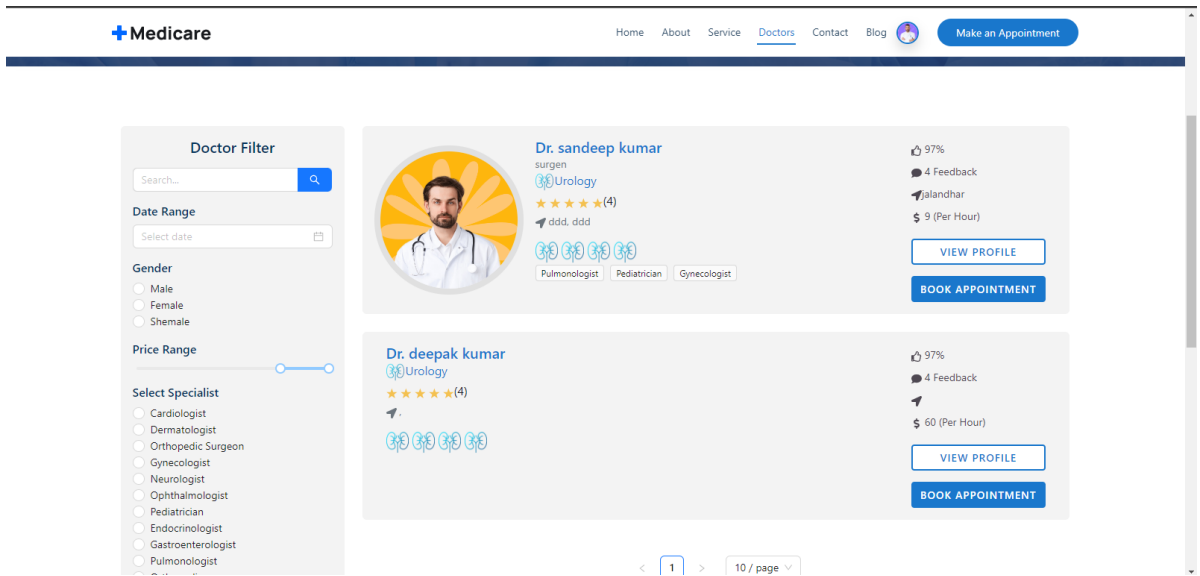 Medicare
Home About Service Doctors Contact Blog Make an Appointment
Doctor Filter
Search...
Date Range
Select date
Gender
Male
Female
Shemale
Price Range
Select Specialist
Cardiologist
Dermatologist
Orthopedic Surgeon
Gynecologist
Neurologist
Ophthalmologist
Pediatrician
Endocrinologist
Gastroenterologist
Pulmonologist
Dr. sandeep kumar
surgen
Urology
(4)
ddd, ddd
Pulmonologist Pediatrician Gynecologist
97%
4 Feedback
jalandhar
$ 9 (Per Hour)
VIEW PROFILE
BOOK APPOINTMENT
Dr. deepak kumar
Urology
(4)
,
97%
4 Feedback
$ 60 (Per Hour)
VIEW PROFILE
BOOK APPOINTMENT
< 1 > 10 / page